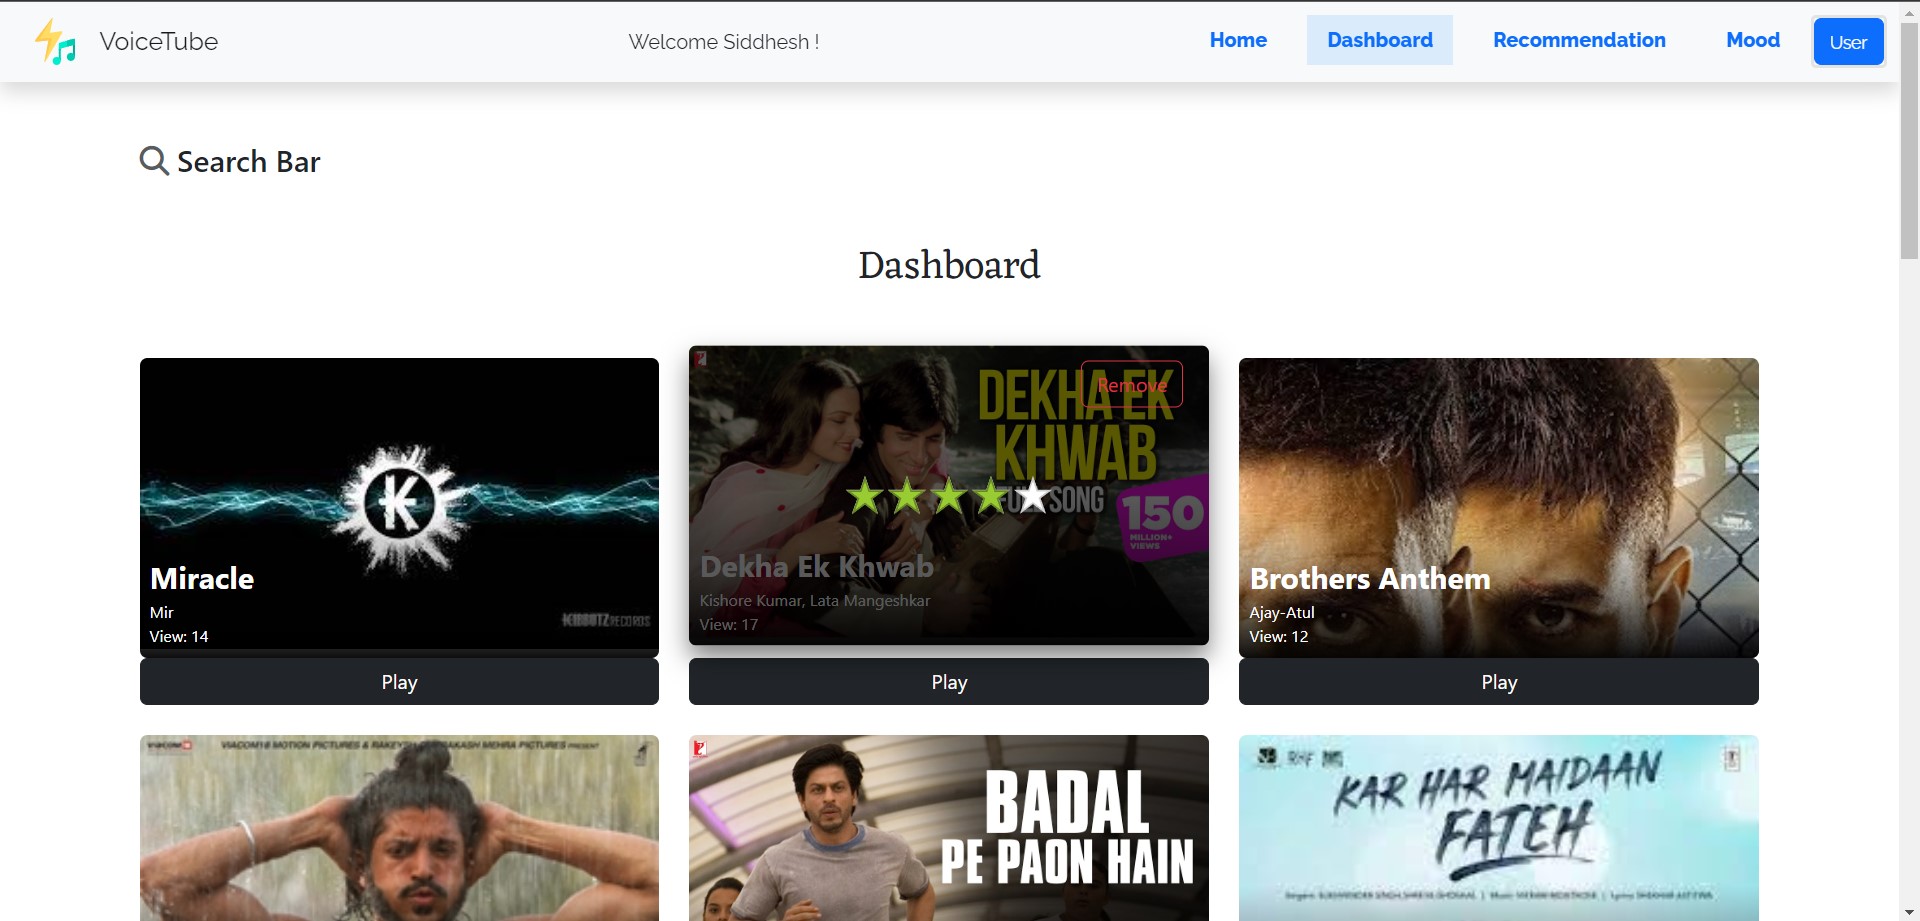 VoiceTube
Welcome Siddhesh !
Home
Dashboard
Recommendation
Mood
User
Search Bar
Dashboard
K
KIBBUTZ RECORDS
Miracle
Mir
View: 14
Play
Remove
DEKHA EK
KHWAB
FULL SONG
150
MILLION+
VIEWS
Dekha Ek Khwab
Kishore Kumar, Lata Mangeshkar
View: 17
Play
Brothers Anthem
Ajay-Atul
View: 12
Play
VIACOM18
VIACOM18 MOTION PICTURES & RAKEYSH OMPRAKASH MEHRA PICTURES PRESENT
BADAL
PE PAON HAIN
KAR HAR MAIDAAN
FATEH